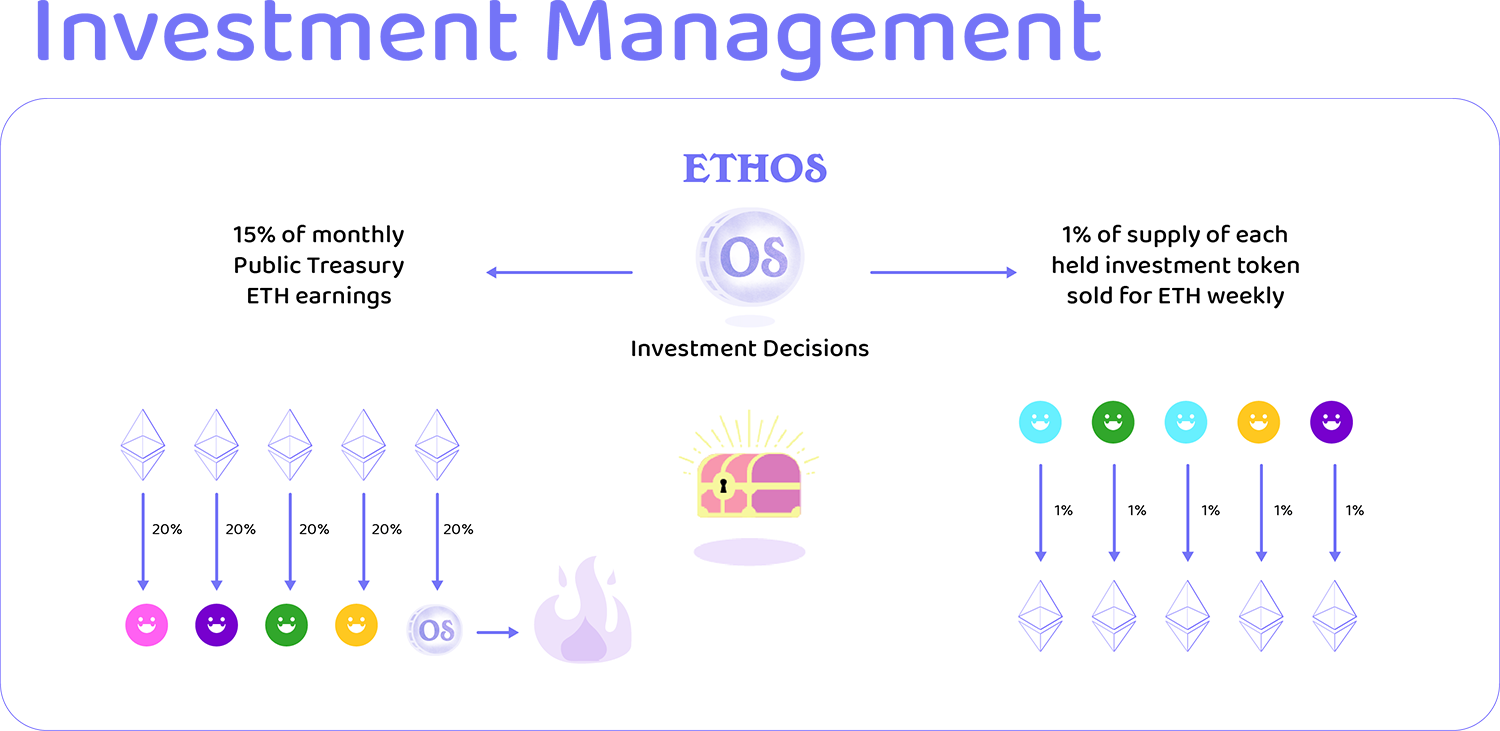 Investment Management
ETHOS
OS
Investment Decisions
15% of monthly
Public Treasury
ETH earnings
1% of supply of each
held investment token
sold for ETH weekly
20% 20% 20% 20% 20%
OS
1% 1% 1% 1% 1%